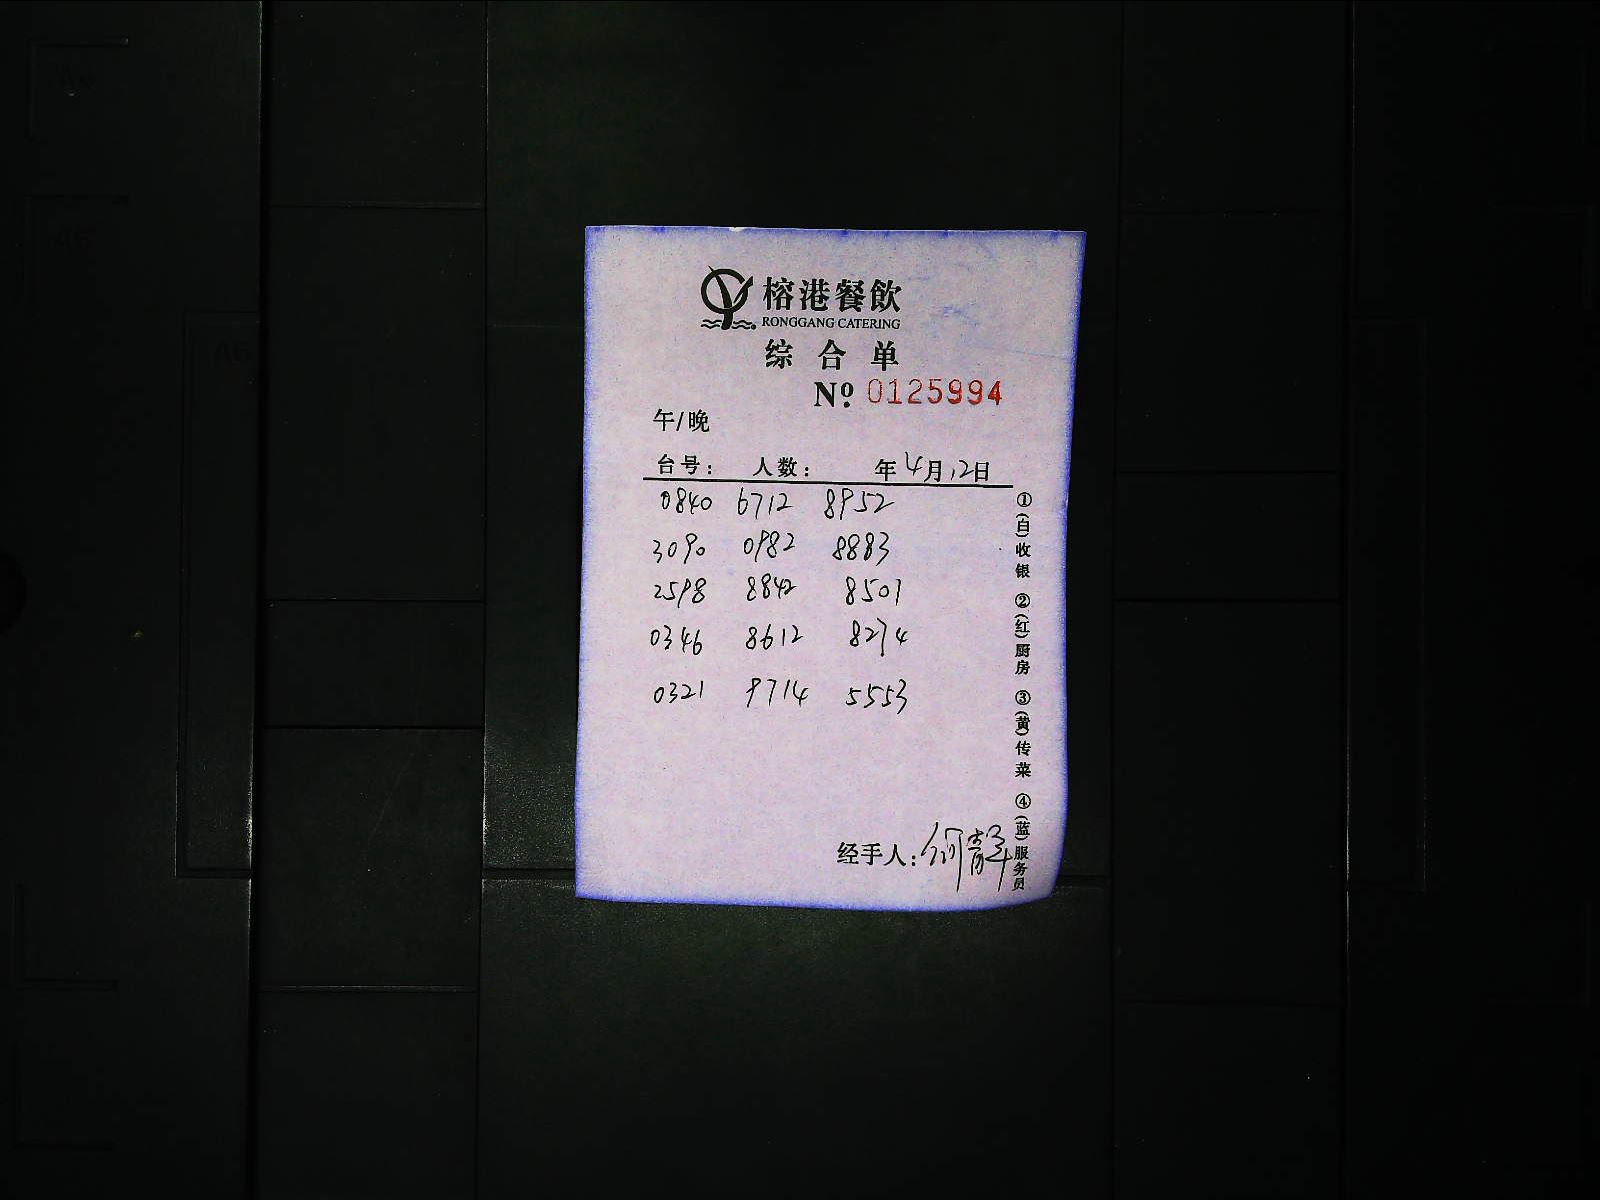 榕港餐飲
RONGGANG CATERING
综合单
Nº 0125994
午/晚
台号： 人数： 年4月12日
0840 6712 8952
3090 0982 8883
2598 8842 8501
0346 8612 8274
0321 9714 5553
经手人：何静
①(白)收银 ②(红)厨房 ③(黄)传菜 ④(蓝)服务员